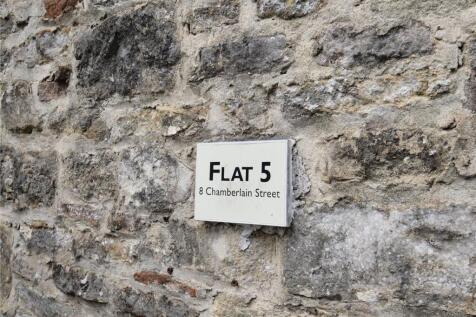 FLAT 5
8 Chamberlain Street